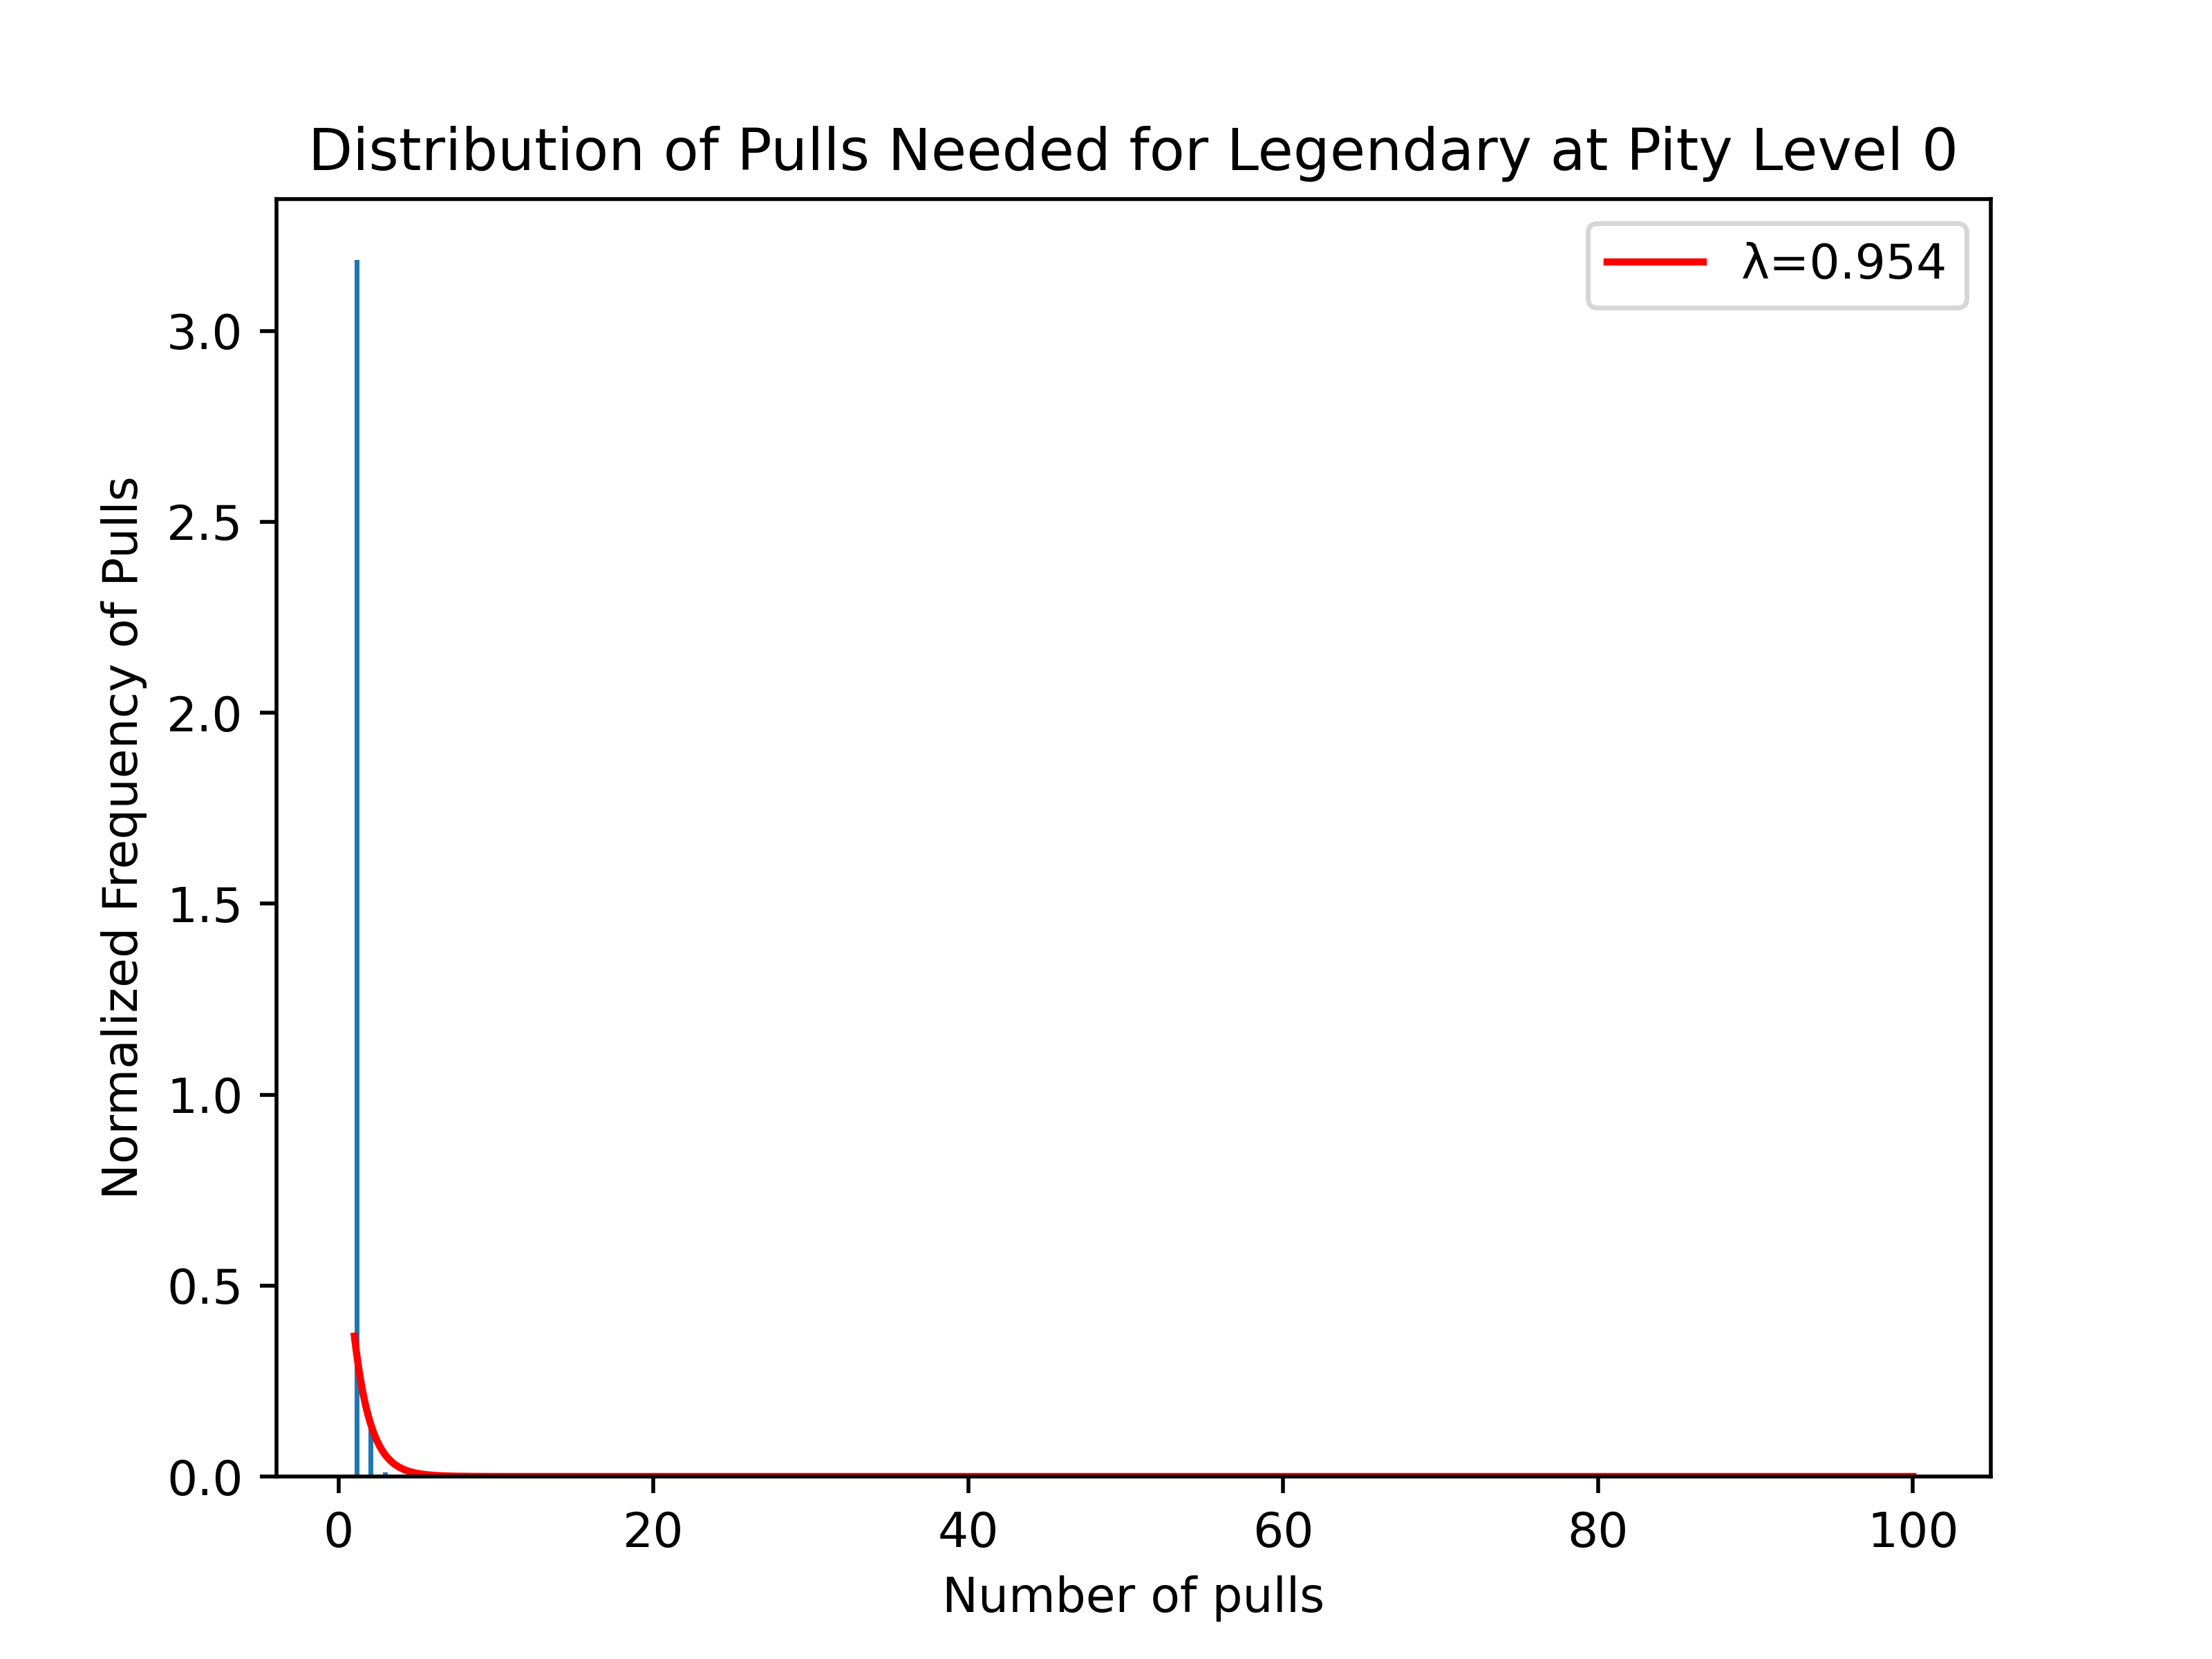 Distribution of Pulls Needed for Legendary at Pity Level 0
λ=0.954
Normalized Frequency of Pulls
3.0
2.5
2.0
1.5
1.0
0.5
0.0
0 20 40 60 80 100
Number of pulls